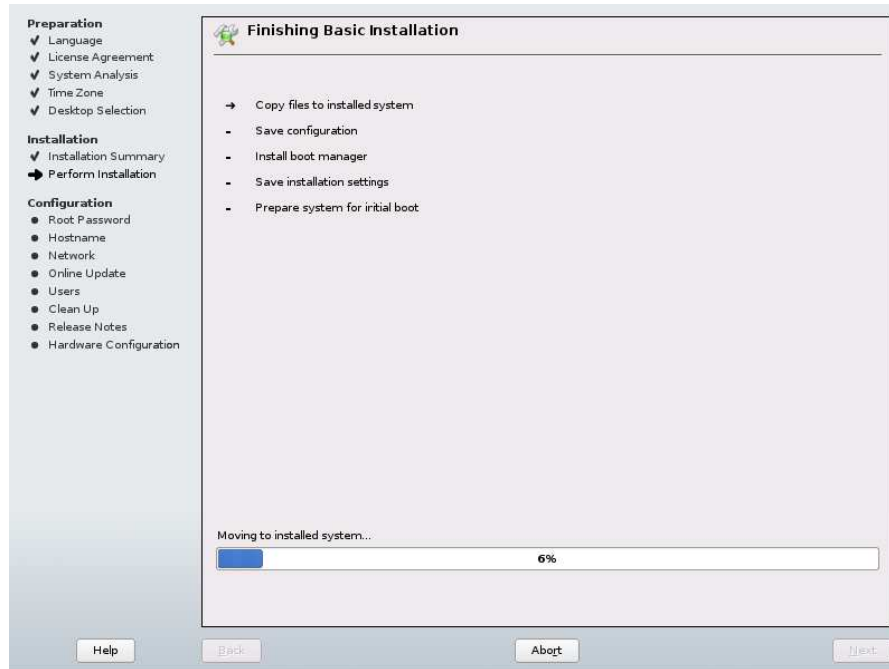 Preparation
Language
License Agreement
System Analysis
Time Zone
Desktop Selection
Installation
Installation Summary
Perform Installation
Configuration
Root Password
Hostname
Network
Online Update
Users
Clean Up
Release Notes
Hardware Configuration
Finishing Basic Installation
Copy files to installed system
Save configuration
Install boot manager
Save installation settings
Prepare system for initial boot
Moving to installed system...
6%
Help
Back
Abort
Next